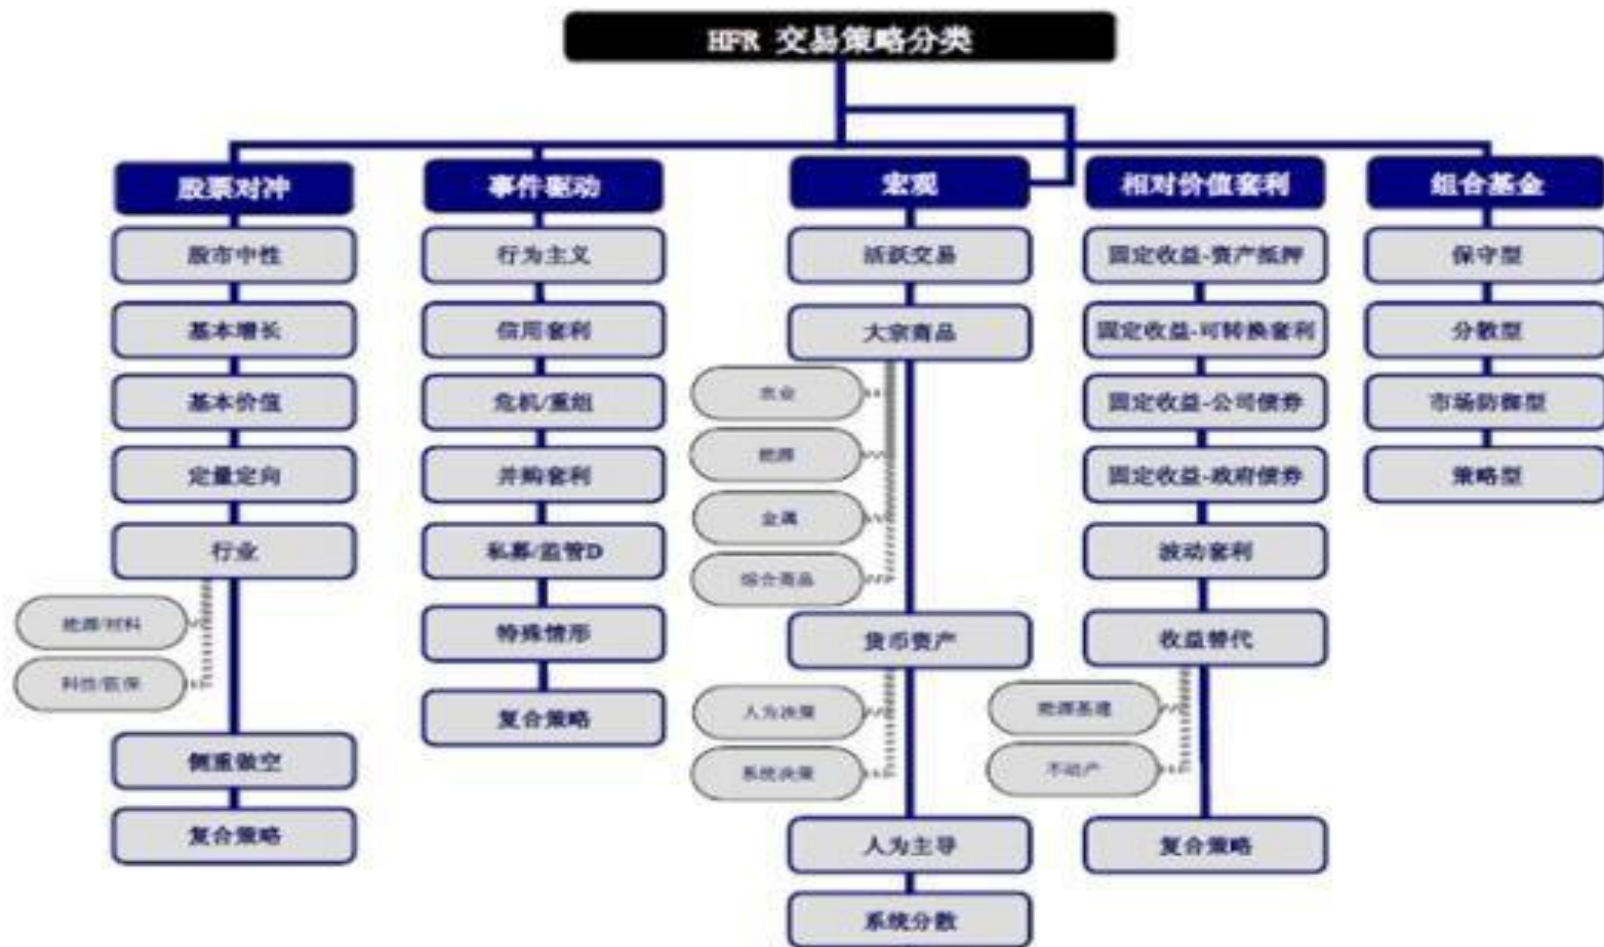 HFR 交易策略分类
股票对冲
股市中性
基本增长
基本价值
定量定向
行业
能源/材料
科技/医保
侧重做空
复合策略
事件驱动
行为主义
信用套利
危机/重组
并购套利
私募/监管D
特殊情形
复合策略
宏观
活跃交易
大宗商品
农业
能源
金属
综合商品
货币资产
人为决策
系统决策
人为主导
系统分散
相对价值套利
固定收益-资产抵押
固定收益-可转换套利
固定收益-公司债券
固定收益-政府债券
波动套利
收益替代
能源基建
不动产
复合策略
组合基金
保守型
分散型
市场防御型
策略型